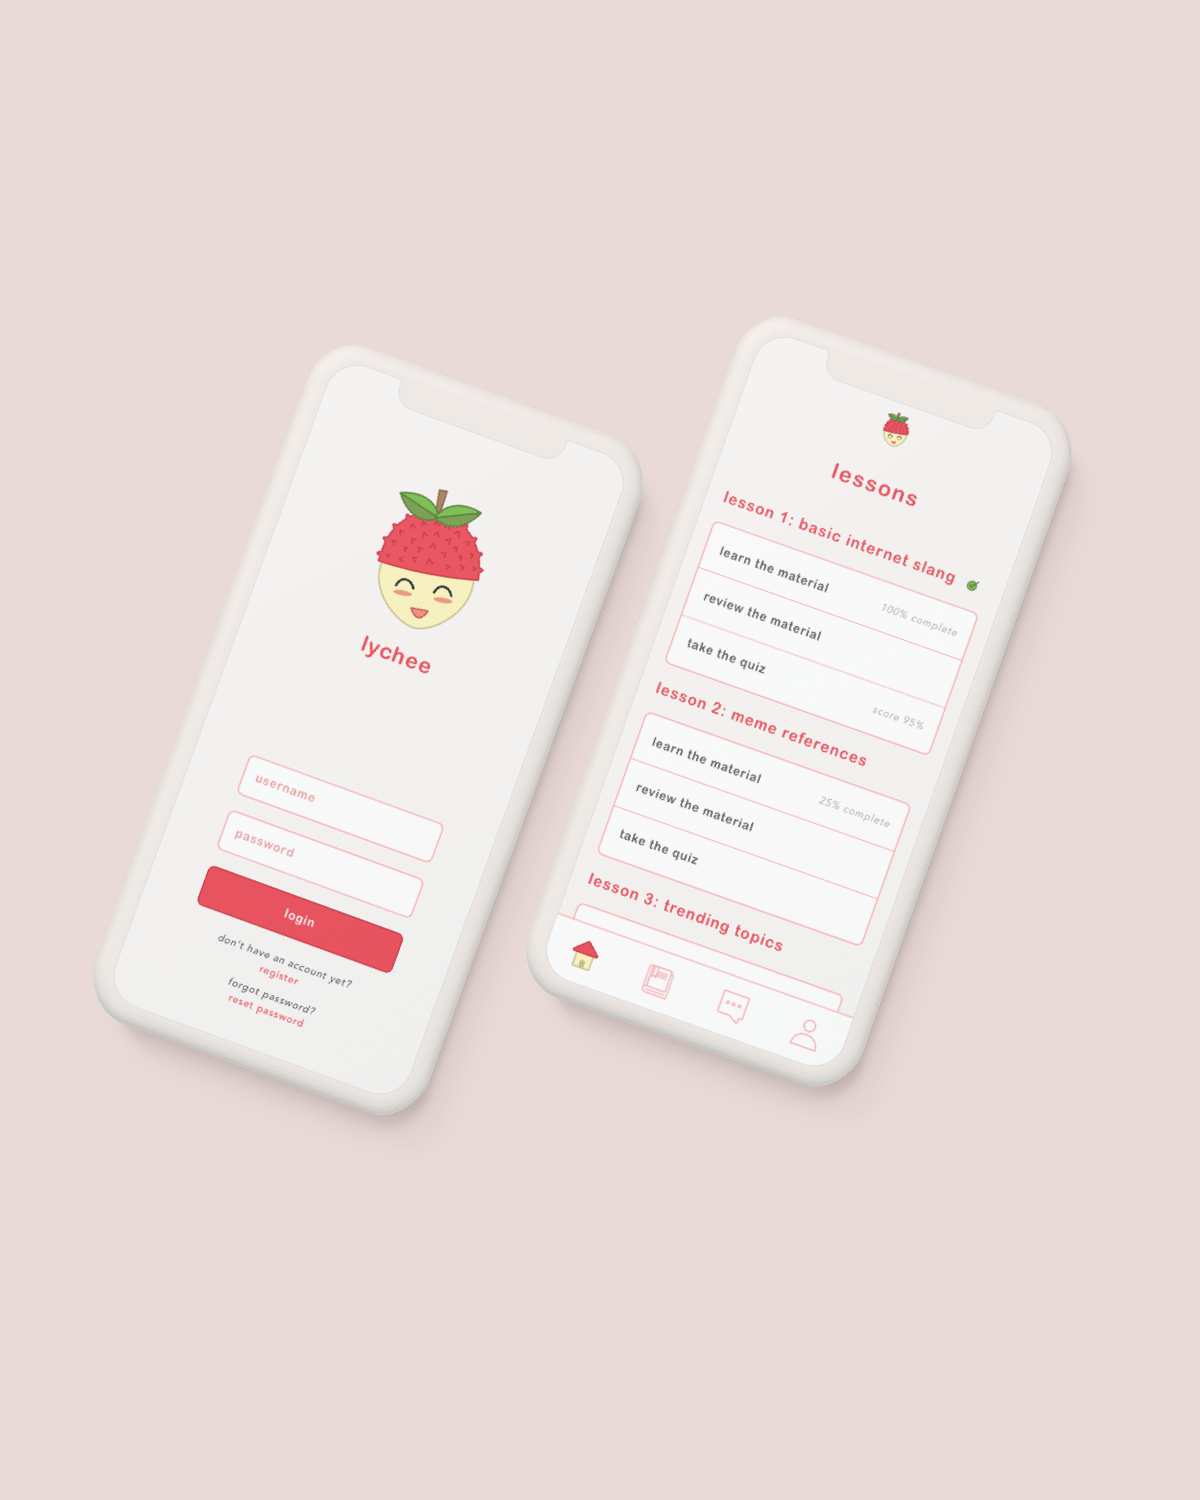 lychee
username
password
login
don't have an account yet?
register
forgot password?
reset password
lessons
lesson 1: basic internet slang
learn the material
100% complete
review the material
take the quiz
score 95%
lesson 2: meme references
learn the material
25% complete
review the material
take the quiz
lesson 3: trending topics